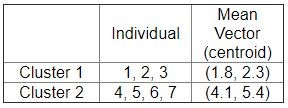 Individual
Mean
Vector
(centroid)
Cluster 1
1, 2, 3
(1.8, 2.3)
Cluster 2
4, 5, 6, 7
(4.1, 5.4)